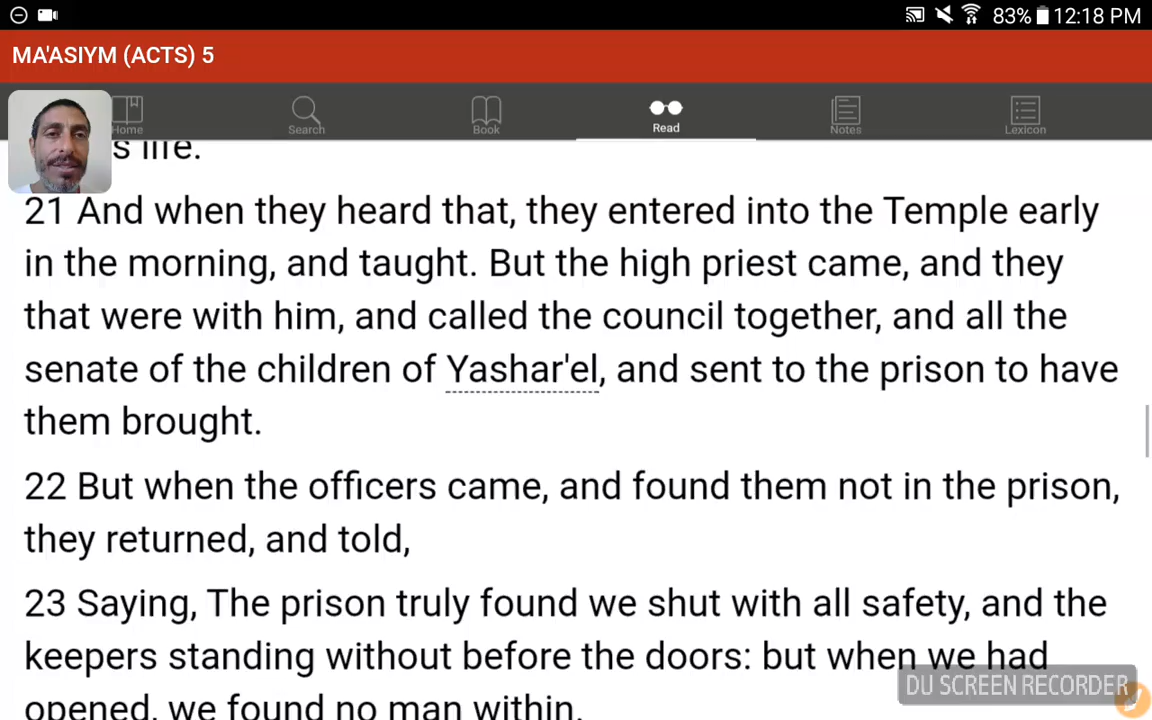 83% 12:18 PM
MA'ASIYM (ACTS) 5
Home
Search
Book
Read
Notes
Lexicon
s life.
21 And when they heard that, they entered into the Temple early
in the morning, and taught. But the high priest came, and they
that were with him, and called the council together, and all the
senate of the children of Yashar'el, and sent to the prison to have
them brought.
22 But when the officers came, and found them not in the prison,
they returned, and told,
23 Saying, The prison truly found we shut with all safety, and the
keepers standing without before the doors: but when we had
opened, we found no man within.
DU SCREEN RECORDER